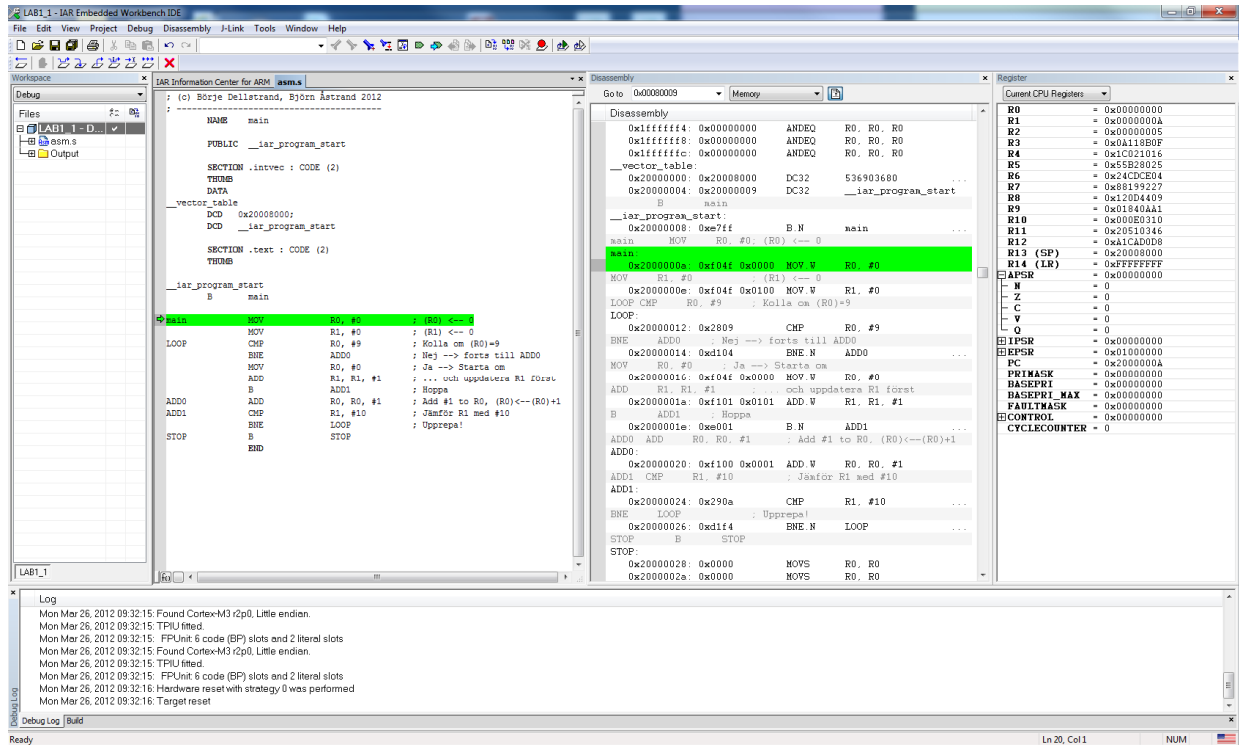 LAB1_1 - IAR Embedded Workbench IDE
File Edit View Project Debug Disassembly J-Link Tools Window Help
Workspace
Debug
Files
LAB1_1 - D...
asm.s
Output
LAB1_1
IAR Information Center for ARM asm.s
; (c) Börje Dellstrand, Björn Åstrand 2012
; ----------------------------------
NAME main
PUBLIC __iar_program_start
SECTION .intvec : CODE (2)
THUMB
DATA
__vector_table
DCD 0x20008000;
DCD __iar_program_start
SECTION .text : CODE (2)
THUMB
__iar_program_start
B main
main MOV R0, #0 ; (R0) <-- 0
MOV R1, #0 ; (R1) <-- 0
LOOP CMP R0, #9 ; Kolla om (R0)=9
BNE ADD0 ; Nej --> forts till ADD0
MOV R0, #0 ; Ja --> Starta om
ADD R1, R1, #1 ; ... och uppdatera R1 först
B ADD1 ; Hoppa
ADD0 ADD R0, R0, #1 ; Add #1 to R0, (R0)<--(R0)+1
ADD1 CMP R1, #10 ; Jämför R1 med #10
BNE LOOP ; Upprepa!
STOP B STOP
END
Disassembly
Go to 0x00080009 Memory
Disassembly
0x1ffffff4: 0x00000000 ANDEQ R0, R0, R0
0x1ffffff8: 0x00000000 ANDEQ R0, R0, R0
0x1ffffffc: 0x00000000 ANDEQ R0, R0, R0
__vector_table:
0x20000000: 0x20008000 DC32 536903680 ...
0x20000004: 0x20000009 DC32 __iar_program_start
B main
__iar_program_start:
0x20000008: 0xe7ff B.N main ...
main MOV R0, #0; (R0) <-- 0
main:
0x2000000a: 0xf04f 0x0000 MOV.W R0, #0
MOV R1, #0 ; (R1) <-- 0
0x2000000e: 0xf04f 0x0100 MOV.W R1, #0
LOOP CMP R0, #9 ; Kolla om (R0)=9
LOOP:
0x20000012: 0x2809 CMP R0, #9 ...
BNE ADD0 ; Nej --> forts till ADD0
0x20000014: 0xd104 BNE.N ADD0 ...
MOV R0, #0 ; Ja --> Starta om
0x20000016: 0xf04f 0x0000 MOV.W R0, #0
ADD R1, R1, #1 ; ... och uppdatera R1 först
0x2000001a: 0xf101 0x0101 ADD.W R1, R1, #1
B ADD1 ; Hoppa
0x2000001e: 0xe001 B.N ADD1 ...
ADD0 ADD R0, R0, #1 ; Add #1 to R0, (R0)<--(R0)+1
ADD0:
0x20000020: 0xf100 0x0001 ADD.W R0, R0, #1
ADD1 CMP R1, #10 ; Jämför R1 med #10
ADD1:
0x20000024: 0x290a CMP R1, #10 ...
BNE LOOP ; Upprepa!
0x20000026: 0xd1f4 BNE.N LOOP ...
STOP B STOP
STOP:
0x20000028: 0x0000 MOVS R0, R0
0x2000002a: 0x0000 MOVS R0, R0
Register
Current CPU Registers
R0 = 0x00000000
R1 = 0x0000000A
R2 = 0x00000005
R3 = 0x0A118B0F
R4 = 0x1C021016
R5 = 0x55B28025
R6 = 0x24CDCE04
R7 = 0x88199227
R8 = 0x120D4409
R9 = 0x01840AA1
R10 = 0x000E0310
R11 = 0x20510346
R12 = 0xA1CAD0D8
R13 (SP) = 0x20008000
R14 (LR) = 0xFFFFFFFF
APSR = 0x00000000
N = 0
Z = 0
C = 0
V = 0
Q = 0
IPSR = 0x00000000
EPSR = 0x01000000
PC = 0x2000000A
PRIMASK = 0x00000000
BASEPRI = 0x00000000
BASEPRI_MAX = 0x00000000
FAULTMASK = 0x00000000
CONTROL = 0x00000000
CYCLECOUNTER = 0
Log
Mon Mar 26, 2012 09:32:15: Found Cortex-M3 r2p0, Little endian.
Mon Mar 26, 2012 09:32:15: TPIU fitted.
Mon Mar 26, 2012 09:32:15: FPUnit: 6 code (BP) slots and 2 literal slots
Mon Mar 26, 2012 09:32:15: Found Cortex-M3 r2p0, Little endian.
Mon Mar 26, 2012 09:32:15: TPIU fitted.
Mon Mar 26, 2012 09:32:15: FPUnit: 6 code (BP) slots and 2 literal slots
Mon Mar 26, 2012 09:32:16: Hardware reset with strategy 0 was performed
Mon Mar 26, 2012 09:32:16: Target reset
Debug Log
Debug Log Build
Ready
Ln 20, Col 1 NUM